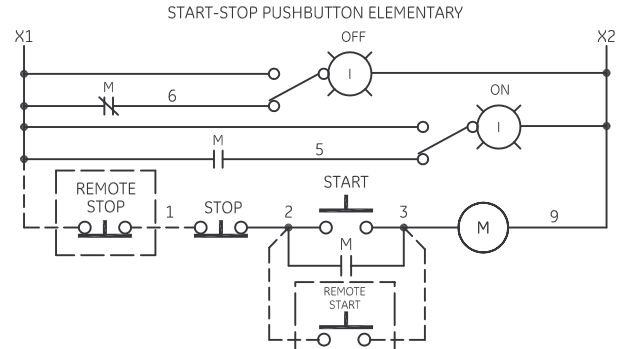 START-STOP PUSHBUTTON ELEMENTARY
X1
OFF
X2
I
M
6
ON
I
M
5
REMOTE
STOP
1
STOP
2
START
3
M
9
M
REMOTE
START